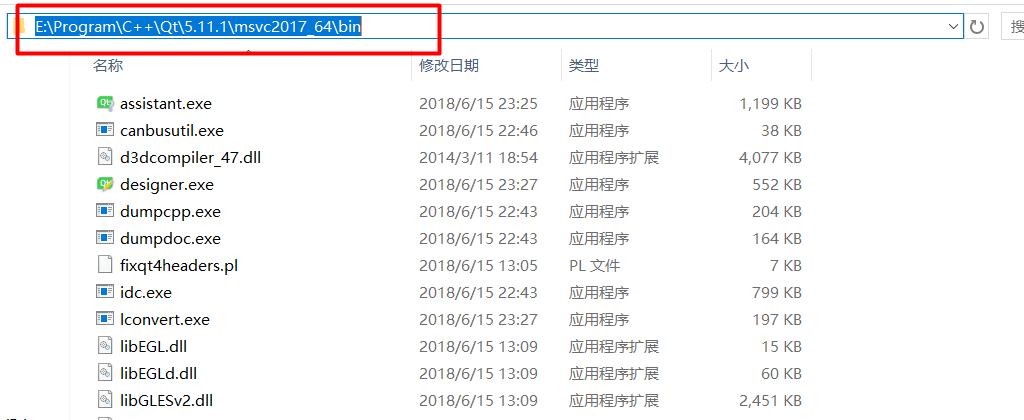 E:\Program\C++\Qt\5.11.1\msvc2017_64\bin 搜
名称 修改日期 类型 大小
assistant.exe 2018/6/15 23:25 应用程序 1,199 KB
canbusutil.exe 2018/6/15 22:46 应用程序 38 KB
d3dcompiler_47.dll 2014/3/11 18:54 应用程序扩展 4,077 KB
designer.exe 2018/6/15 23:27 应用程序 552 KB
dumpcpp.exe 2018/6/15 22:43 应用程序 204 KB
dumpdoc.exe 2018/6/15 22:43 应用程序 164 KB
fixqt4headers.pl 2018/6/15 13:05 PL 文件 7 KB
idc.exe 2018/6/15 22:43 应用程序 799 KB
lconvert.exe 2018/6/15 23:27 应用程序 197 KB
libEGL.dll 2018/6/15 13:09 应用程序扩展 15 KB
libEGLd.dll 2018/6/15 13:09 应用程序扩展 60 KB
libGLESv2.dll 2018/6/15 13:09 应用程序扩展 2,451 KB